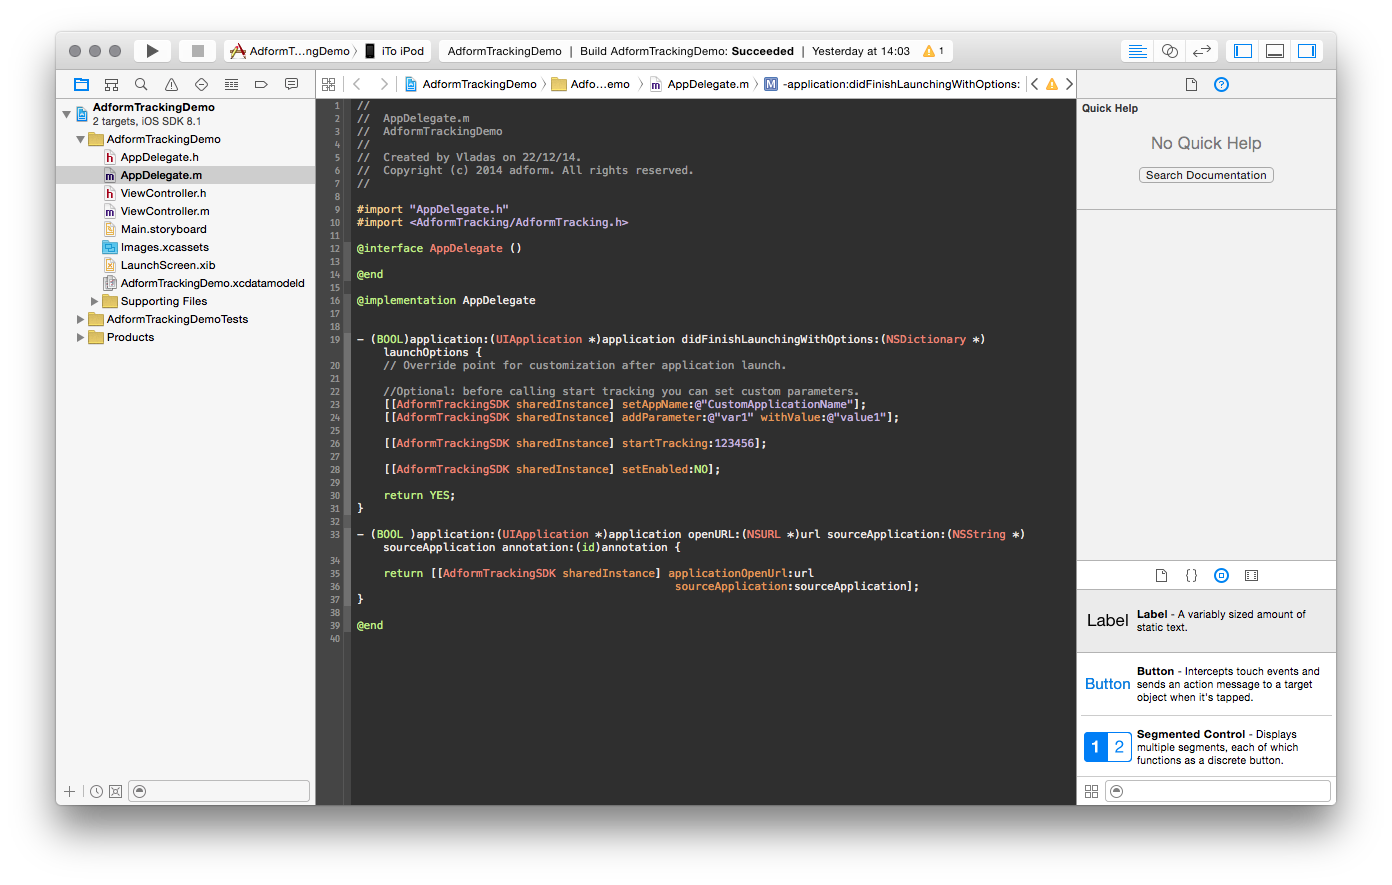 AdformT...ngDemo 〉 iTo iPod
AdformTrackingDemo | Build AdformTrackingDemo: Succeeded | Yesterday at 14:03 1
AdformTrackingDemo 〉 Adfo...emo 〉 m AppDelegate.m 〉 M -application:didFinishLaunchingWithOptions:
AdformTrackingDemo
2 targets, iOS SDK 8.1
AdformTrackingDemo
h AppDelegate.h
m AppDelegate.m
h ViewController.h
m ViewController.m
Main.storyboard
Images.xcassets
LaunchScreen.xib
AdformTrackingDemo.xcdatamodeld
Supporting Files
AdformTrackingDemoTests
Products
1 //
2 //  AppDelegate.m
3 //  AdformTrackingDemo
4 //
5 //  Created by Vladas on 22/12/14.
6 //  Copyright (c) 2014 adform. All rights reserved.
7 //
8
9 #import "AppDelegate.h"
10 #import <AdformTracking/AdformTracking.h>
11
12 @interface AppDelegate ()
13
14 @end
15
16 @implementation AppDelegate
17
18
19 - (BOOL)application:(UIApplication *)application didFinishLaunchingWithOptions:(NSDictionary *)
launchOptions {
20     // Override point for customization after application launch.
21
22     //Optional: before calling start tracking you can set custom parameters.
23     [[AdformTrackingSDK sharedInstance] setAppName:@"CustomApplicationName"];
24     [[AdformTrackingSDK sharedInstance] addParameter:@"var1" withValue:@"value1"];
25
26     [[AdformTrackingSDK sharedInstance] startTracking:123456];
27
28     [[AdformTrackingSDK sharedInstance] setEnabled:NO];
29
30     return YES;
31 }
32
33 - (BOOL )application:(UIApplication *)application openURL:(NSURL *)url sourceApplication:(NSString *)
sourceApplication annotation:(id)annotation {
34
35     return [[AdformTrackingSDK sharedInstance] applicationOpenUrl:url
36                                                sourceApplication:sourceApplication];
37 }
38
39 @end
40
Quick Help
No Quick Help
Search Documentation
{}
Label
Label - A variably sized amount of
static text.
Button
Button - Intercepts touch events and
sends an action message to a target
object when it's tapped.
1 2
Segmented Control - Displays
multiple segments, each of which
functions as a discrete button.